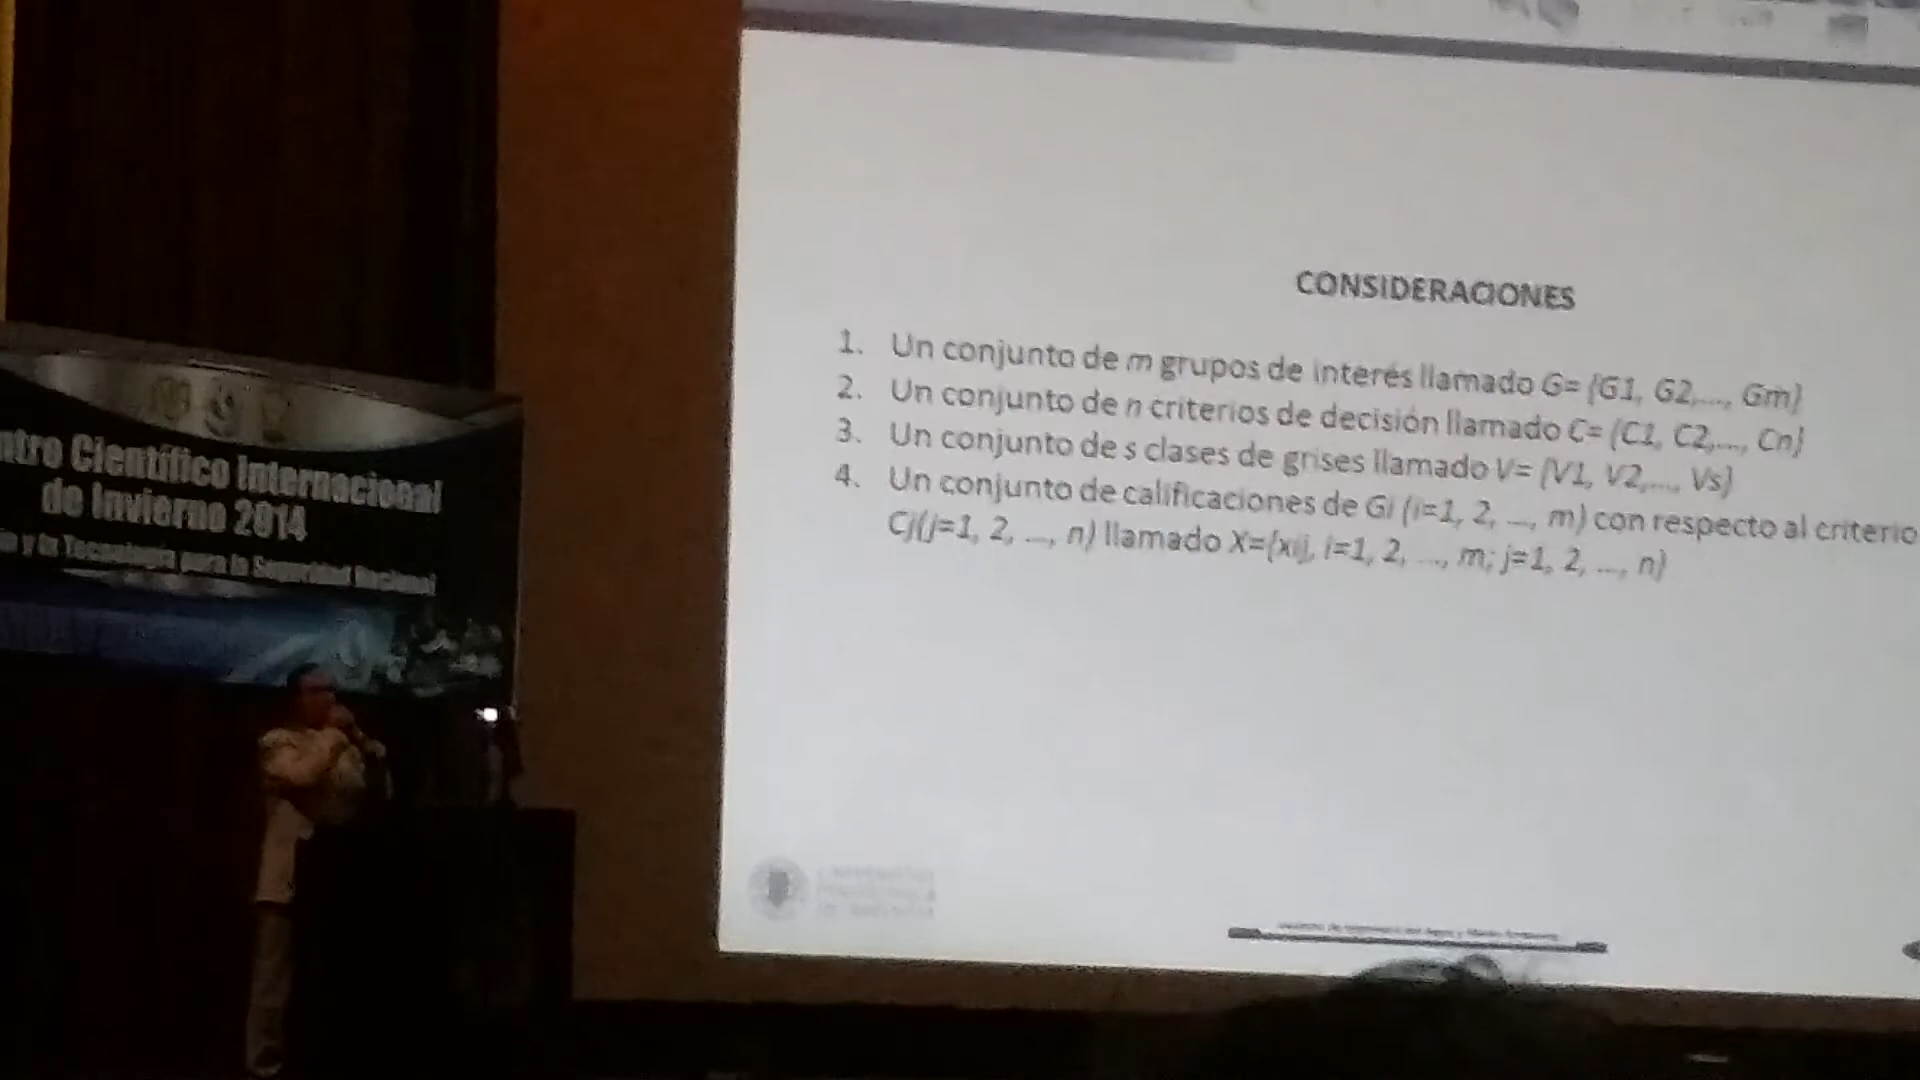 CONSIDERACIONES
1. Un conjunto de m grupos de interés llamado G= {G1, G2,..., Gm}
2. Un conjunto de n criterios de decisión llamado C= {C1, C2,..., Cn}
3. Un conjunto de s clases de grises llamado V= {V1, V2,..., Vs}
4. Un conjunto de calificaciones de Gi (i=1, 2, ..., m) con respecto al criterio
Cj(j=1, 2, ..., n) llamado X={xij, i=1, 2, ..., m; j=1, 2, ..., n}
ntro Científico Internacional
de Invierno 2014
y la Tecnología para la Seguridad Nacional